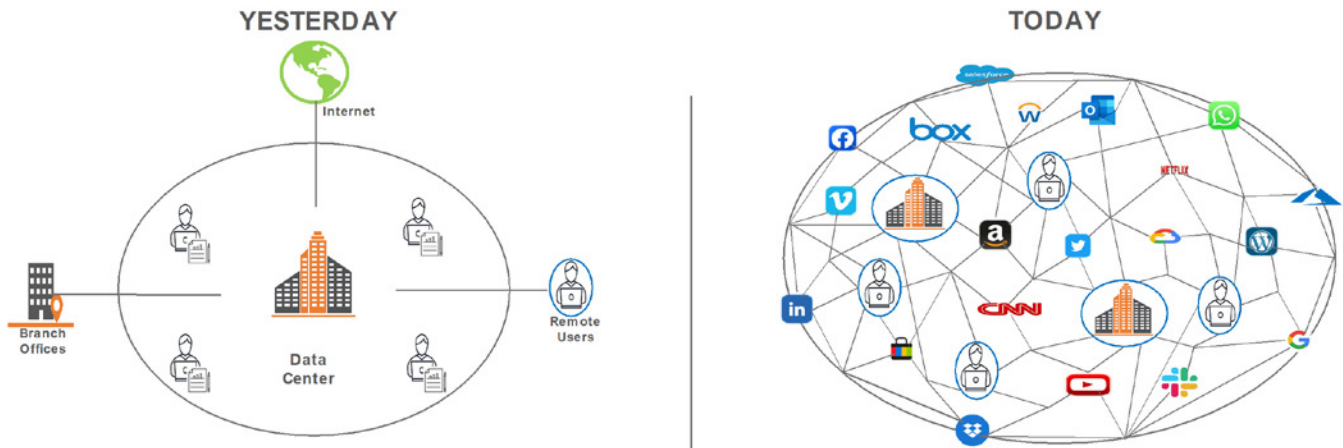 YESTERDAY
Internet
Branch
Offices
Data
Center
Remote
Users
TODAY
salesforce
box
W
O
f
NETFLIX
v
a
W
in
CNN
G